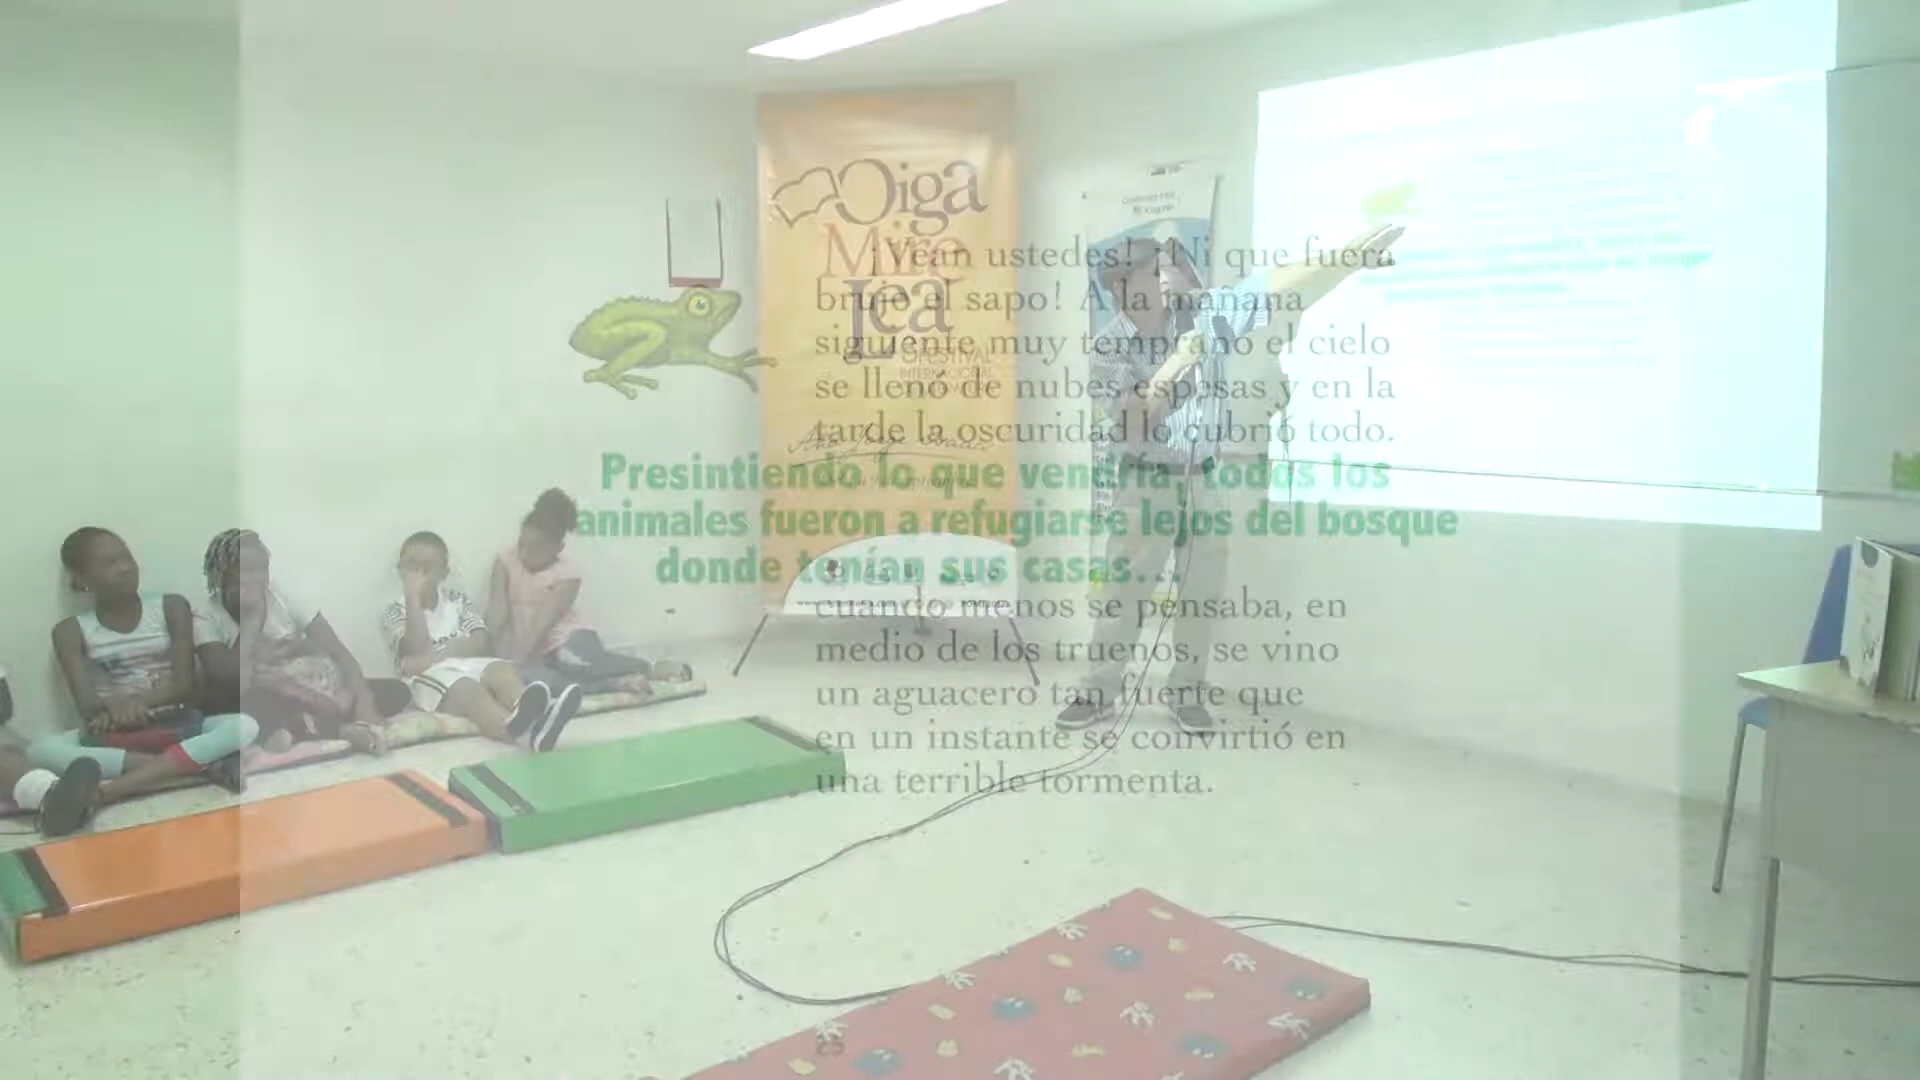 Oiga
Mire
Lea
FESTIVAL
INTERNACIONAL
¡Vean ustedes! ¡Ni que fuera
brujo el sapo! A la mañana
siguiente muy temprano el cielo
se llenó de nubes espesas y en la
tarde la oscuridad lo cubrió todo.
Presintiendo lo que vendría, todos los
animales fueron a refugiarse lejos del bosque
donde tenían sus casas...
cuando menos se pensaba, en
medio de los truenos, se vino
un aguacero tan fuerte que
en un instante se convirtió en
una terrible tormenta.
25